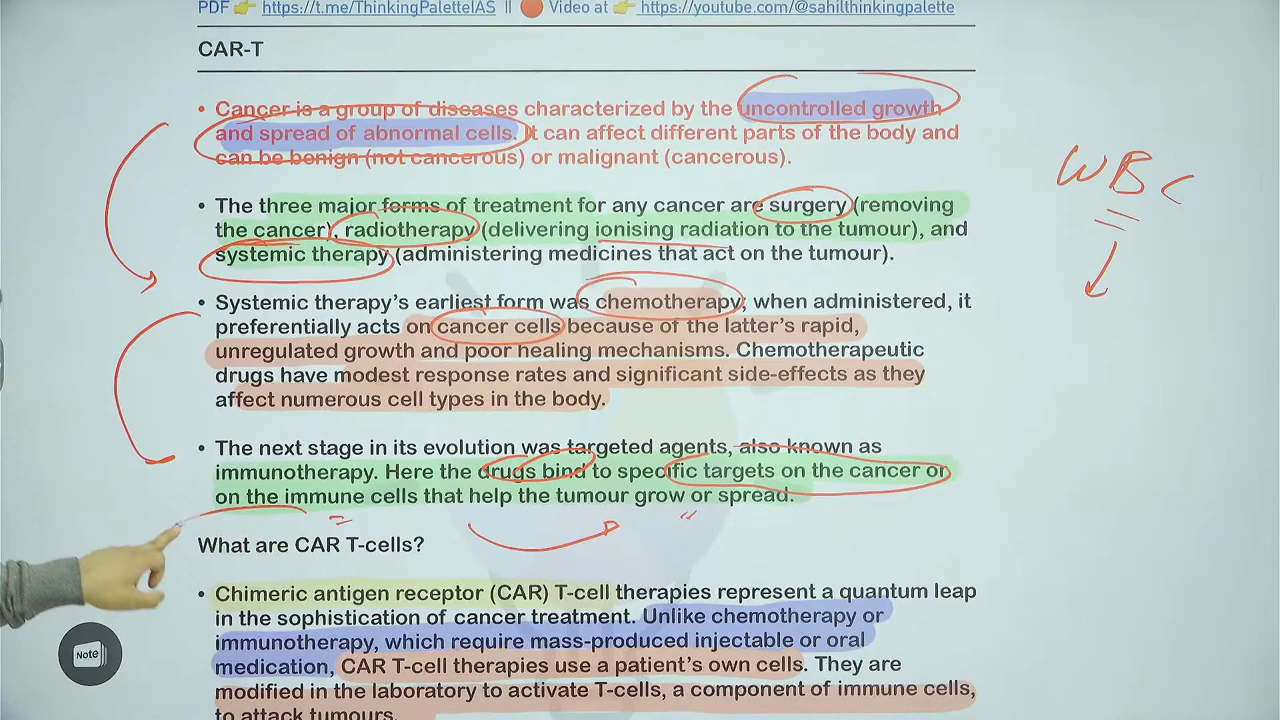 PDF 👉 https://t.me/ThinkingPaletteIAS || 🔴 Video at 👉 https://youtube.com/@sahilthinkingpalette
CAR-T
• Cancer is a group of diseases characterized by the uncontrolled growth
and spread of abnormal cells. It can affect different parts of the body and
can be benign (not cancerous) or malignant (cancerous).
WBC
• The three major forms of treatment for any cancer are surgery (removing
the cancer), radiotherapy (delivering ionising radiation to the tumour), and
systemic therapy (administering medicines that act on the tumour).
• Systemic therapy's earliest form was chemotherapy; when administered, it
preferentially acts on cancer cells because of the latter's rapid,
unregulated growth and poor healing mechanisms. Chemotherapeutic
drugs have modest response rates and significant side-effects as they
affect numerous cell types in the body.
• The next stage in its evolution was targeted agents, also known as
immunotherapy. Here the drugs bind to specific targets on the cancer or
on the immune cells that help the tumour grow or spread.
What are CAR T-cells?
• Chimeric antigen receptor (CAR) T-cell therapies represent a quantum leap
in the sophistication of cancer treatment. Unlike chemotherapy or
immunotherapy, which require mass-produced injectable or oral
medication, CAR T-cell therapies use a patient's own cells. They are
modified in the laboratory to activate T-cells, a component of immune cells,
to attack tumours.
Note